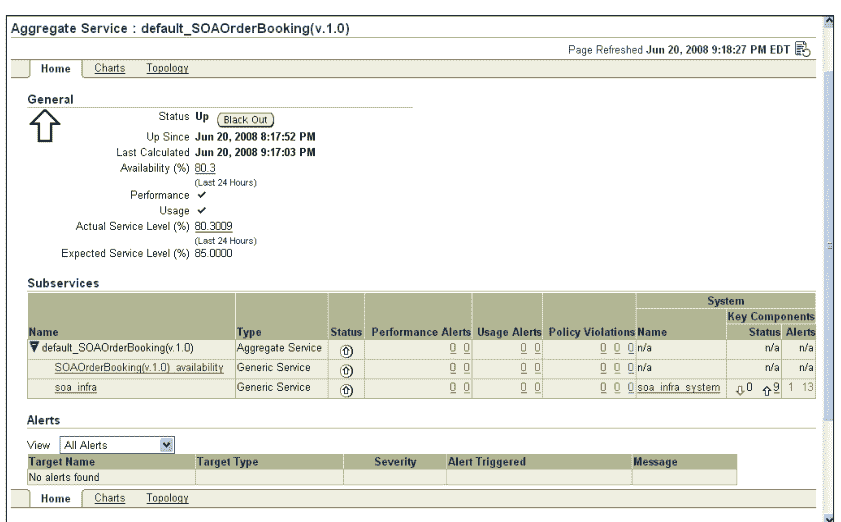 Aggregate Service : default_SOAOrderBooking(v.1.0)
Page Refreshed Jun 20, 2008 9:18:27 PM EDT
Home Charts Topology
General
Status Up Black Out
Up Since Jun 20, 2008 8:17:52 PM
Last Calculated Jun 20, 2008 9:17:03 PM
Availability (%) 80.3
(Last 24 Hours)
Performance ✓
Usage ✓
Actual Service Level (%) 80.3009
(Last 24 Hours)
Expected Service Level (%) 85.0000
Subservices
System
Key Components
Name Type Status Performance Alerts Usage Alerts Policy Violations Name Status Alerts
default_SOAOrderBooking(v.1.0) Aggregate Service 0 0 0 0 0 0 0 n/a n/a n/a
SOAOrderBooking(v.1.0)_availability Generic Service 0 0 0 0 0 0 0 n/a n/a n/a
soa_infra Generic Service 0 0 0 0 0 0 0 soa_infra_system 0 9 1 13
Alerts
View All Alerts
Target Name Target Type Severity Alert Triggered Message
No alerts found
Home Charts Topology